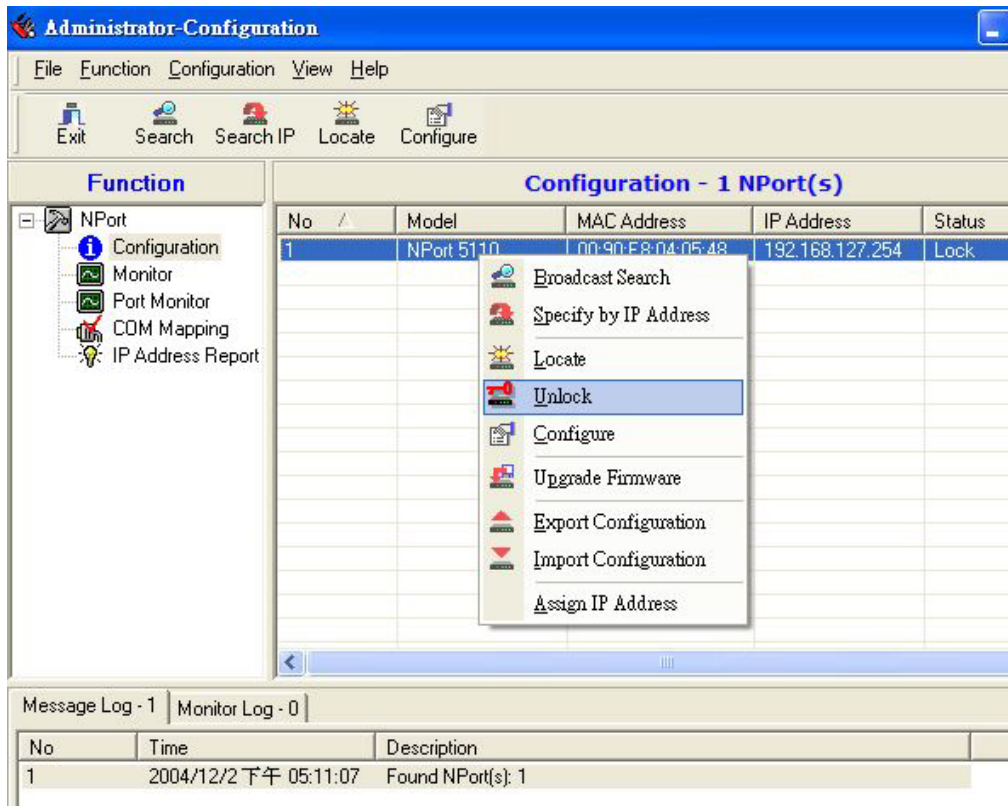 Administrator-Configuration
File Function Configuration View Help
Exit Search Search IP Locate Configure
Function
NPort
Configuration
Monitor
Port Monitor
COM Mapping
IP Address Report
Configuration - 1 NPort(s)
No Model MAC Address IP Address Status
1 NPort 5110 00:90:E8:04:05:48 192.168.127.254 Lock
Broadcast Search
Specify by IP Address
Locate
Unlock
Configure
Upgrade Firmware
Export Configuration
Import Configuration
Assign IP Address
Message Log - 1 Monitor Log - 0
No Time Description
1 2004/12/2 下午 05:11:07 Found NPort(s): 1